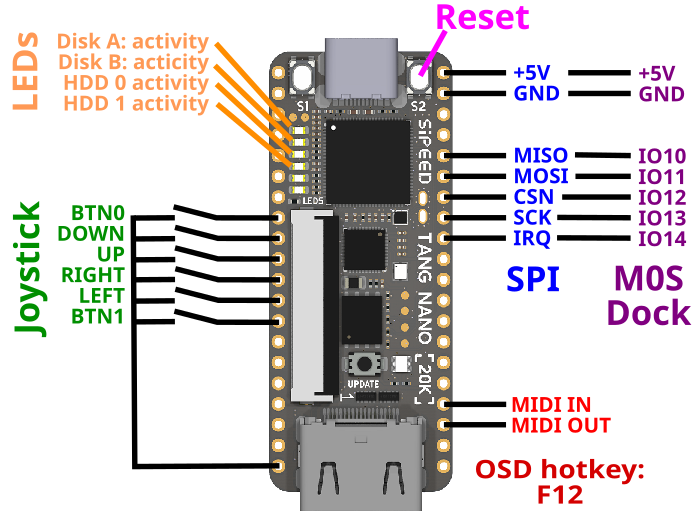 Reset
LEDs
Disk A: activity
Disk B: acticity
HDD 0 activity
HDD 1 activity
S1
S2
SiPEED
LEDS
TANG NANO
20K
UPDATE
1
+5V
GND
MISO
MOSI
CSN
SCK
IRQ
SPI
+5V
GND
IO10
IO11
IO12
IO13
IO14
M0S
Dock
Joystick
BTN0
DOWN
UP
RIGHT
LEFT
BTN1
MIDI IN
MIDI OUT
OSD hotkey:
F12